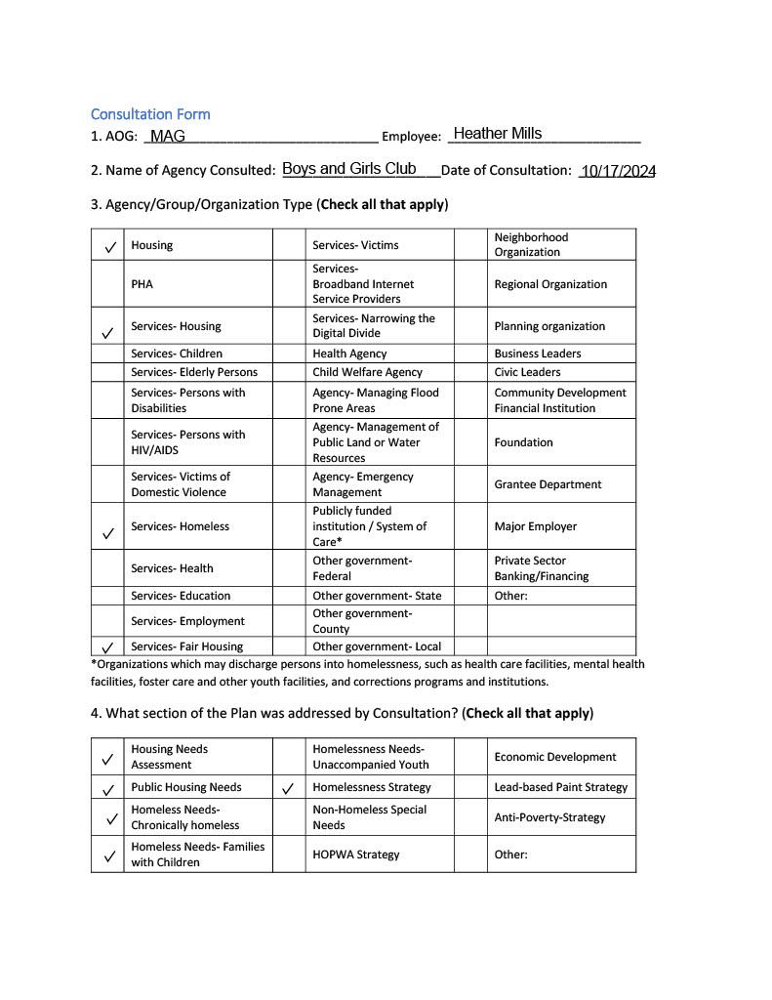 Consultation Form
1. AOG: MAG Employee: Heather Mills
2. Name of Agency Consulted: Boys and Girls Club Date of Consultation: 10/17/2024
3. Agency/Group/Organization Type (Check all that apply)
✓ Housing
Services- Victims
Neighborhood
Organization
PHA
Services-
Broadband Internet
Service Providers
Regional Organization
✓ Services- Housing
Services- Narrowing the
Digital Divide
Planning organization
Services- Children
Health Agency
Business Leaders
Services- Elderly Persons
Child Welfare Agency
Civic Leaders
Services- Persons with
Disabilities
Agency- Managing Flood
Prone Areas
Community Development
Financial Institution
Services- Persons with
HIV/AIDS
Agency- Management of
Public Land or Water
Resources
Foundation
Services- Victims of
Domestic Violence
Agency- Emergency
Management
Grantee Department
✓ Services- Homeless
Publicly funded
institution / System of
Care*
Major Employer
Services- Health
Other government-
Federal
Private Sector
Banking/Financing
Services- Education
Other government- State
Other:
Services- Employment
Other government-
County
✓ Services- Fair Housing
Other government- Local
*Organizations which may discharge persons into homelessness, such as health care facilities, mental health
facilities, foster care and other youth facilities, and corrections programs and institutions.
4. What section of the Plan was addressed by Consultation? (Check all that apply)
✓ Housing Needs
Assessment
Homelessness Needs-
Unaccompanied Youth
Economic Development
✓ Public Housing Needs
✓ Homelessness Strategy
Lead-based Paint Strategy
✓ Homeless Needs-
Chronically homeless
Non-Homeless Special
Needs
Anti-Poverty-Strategy
✓ Homeless Needs- Families
with Children
HOPWA Strategy
Other: